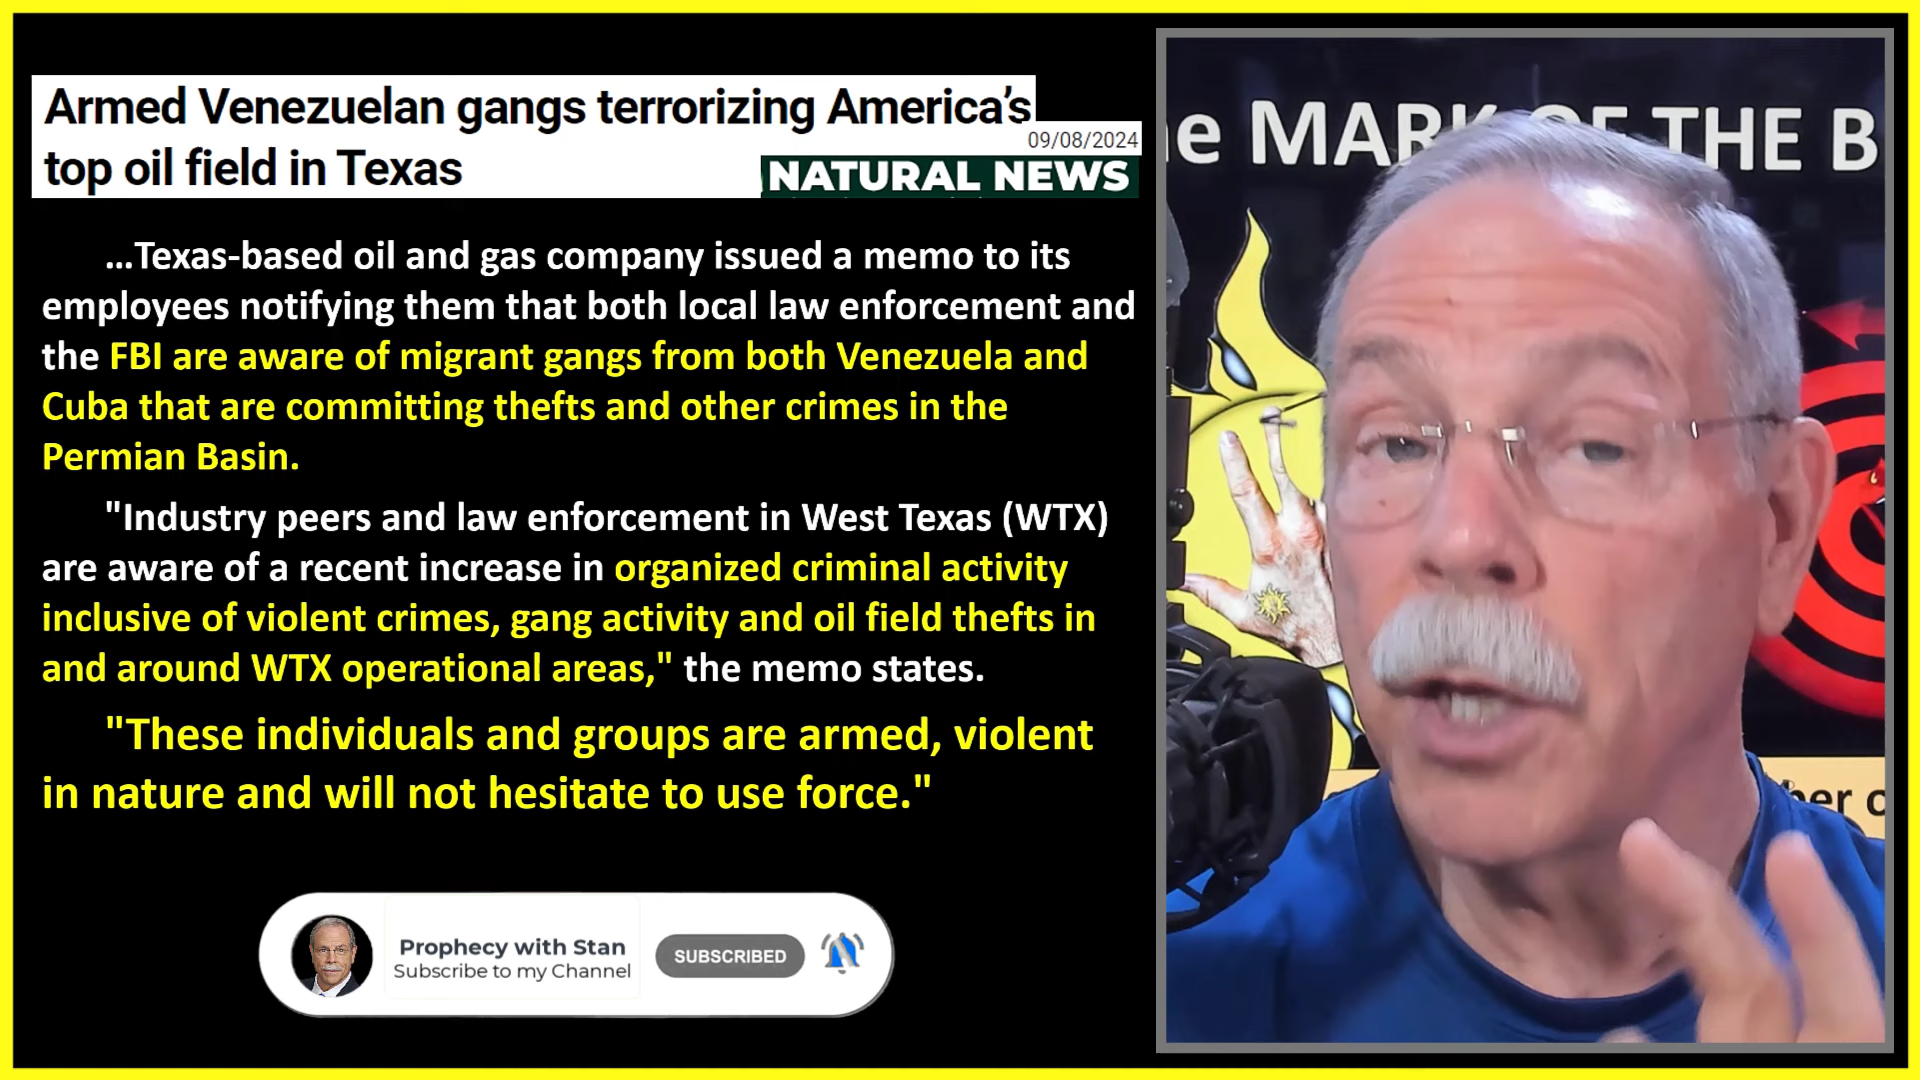 Armed Venezuelan gangs terrorizing America's
top oil field in Texas
09/08/2024
NATURAL NEWS
...Texas-based oil and gas company issued a memo to its
employees notifying them that both local law enforcement and
the FBI are aware of migrant gangs from both Venezuela and
Cuba that are committing thefts and other crimes in the
Permian Basin.
"Industry peers and law enforcement in West Texas (WTX)
are aware of a recent increase in organized criminal activity
inclusive of violent crimes, gang activity and oil field thefts in
and around WTX operational areas," the memo states.
"These individuals and groups are armed, violent
in nature and will not hesitate to use force."
Prophecy with Stan
Subscribe to my Channel
SUBSCRIBED
e MARK OF THE B
ber o